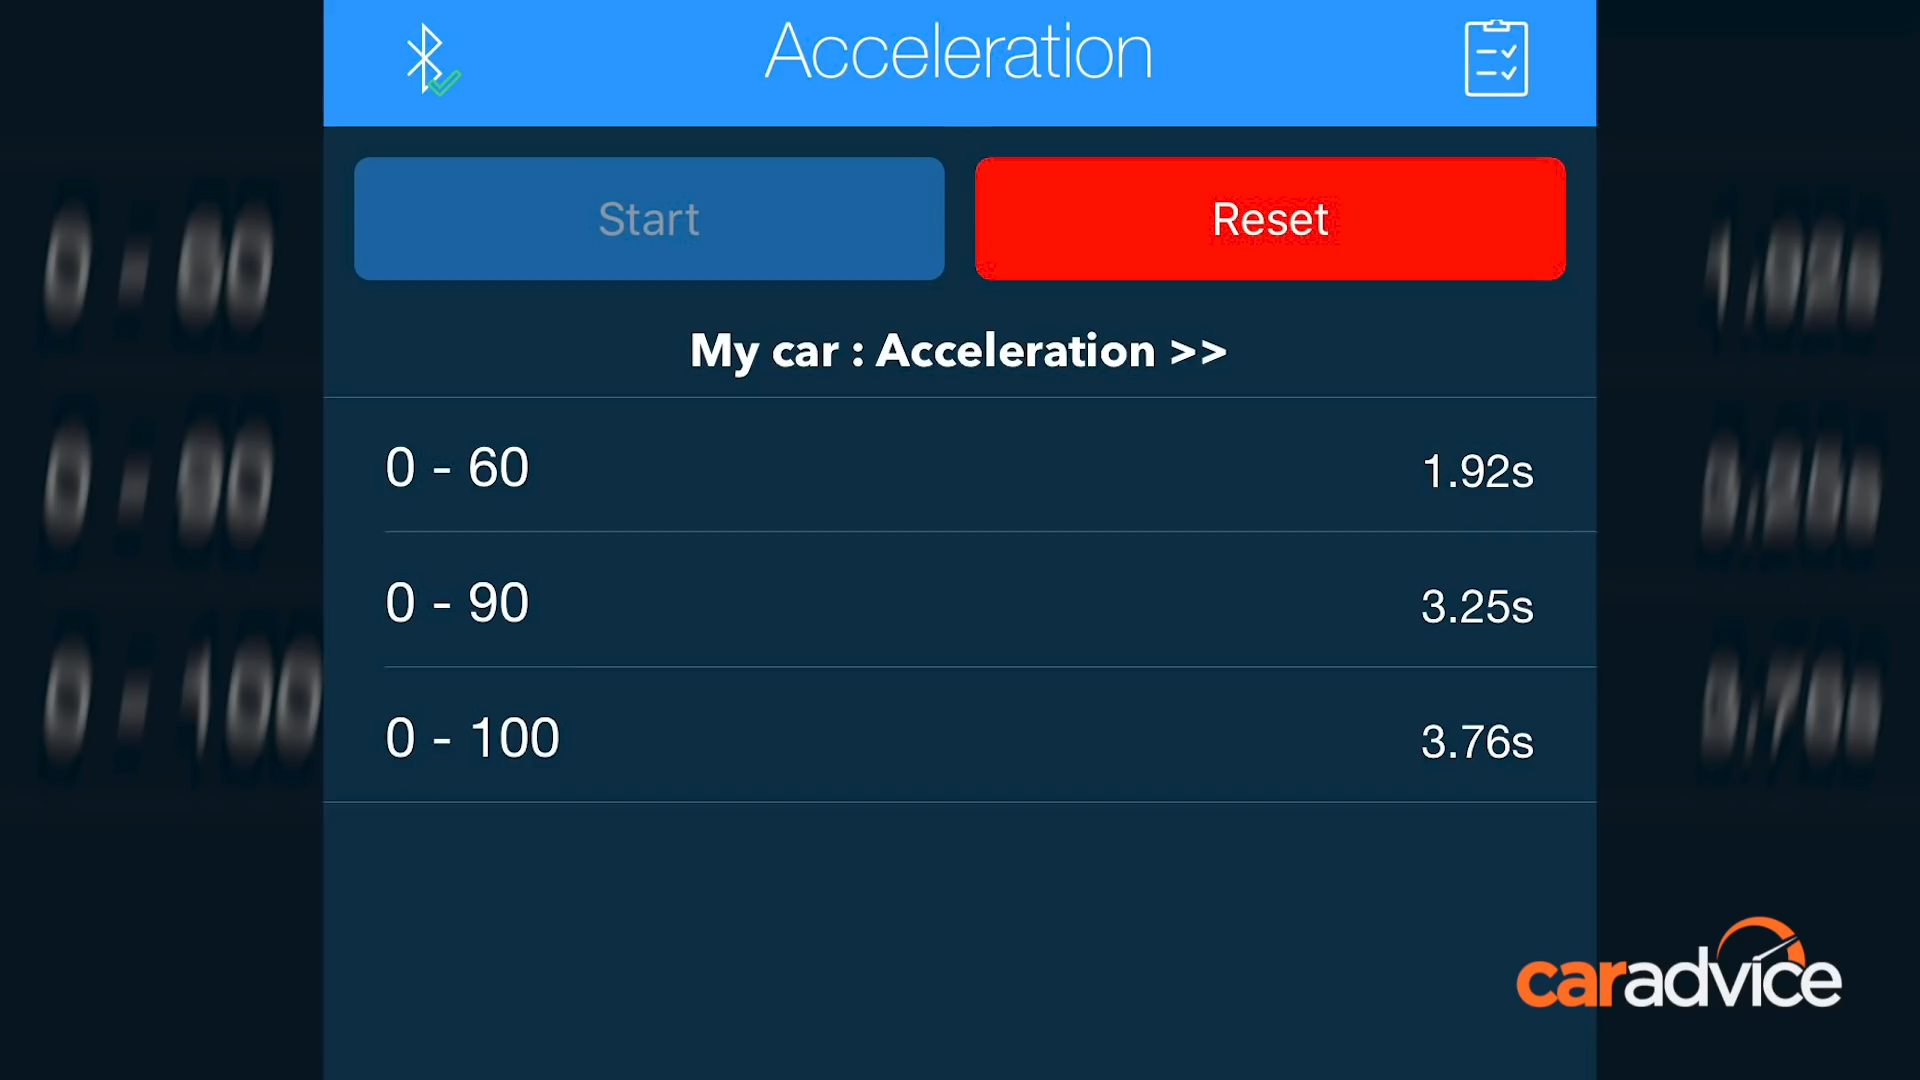 Acceleration
Start
Reset
My car : Acceleration >>
0 - 60
1.92s
0 - 90
3.25s
0 - 100
3.76s
caradvice